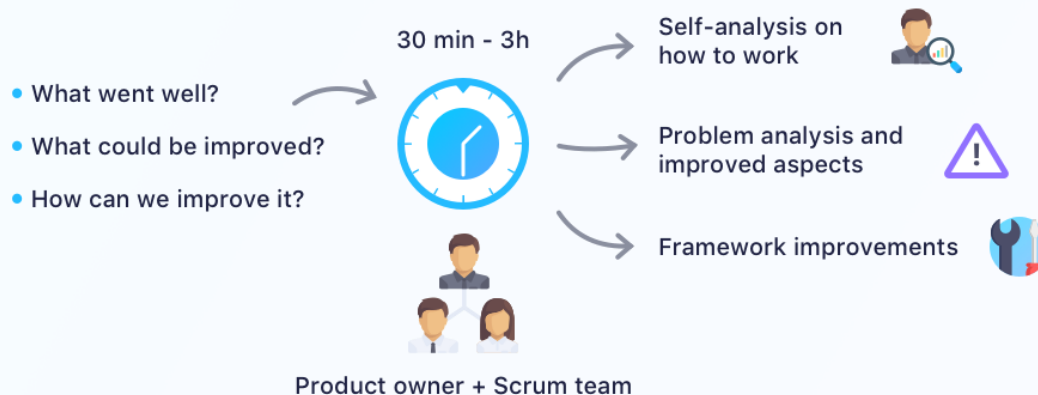 30 min - 3h
What went well?
What could be improved?
How can we improve it?
Self-analysis on
how to work
Problem analysis and
improved aspects
Framework improvements
Product owner + Scrum team